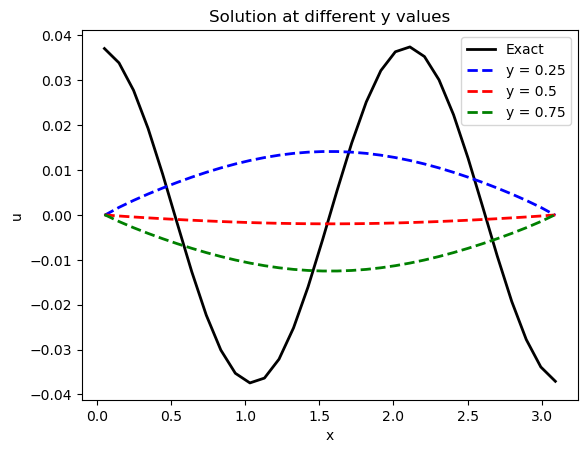 Solution at different y values
Exact
y = 0.25
y = 0.5
y = 0.75
0.04
0.03
0.02
0.01
0.00
−0.01
−0.02
−0.03
−0.04
u
0.0 0.5 1.0 1.5 2.0 2.5 3.0
x